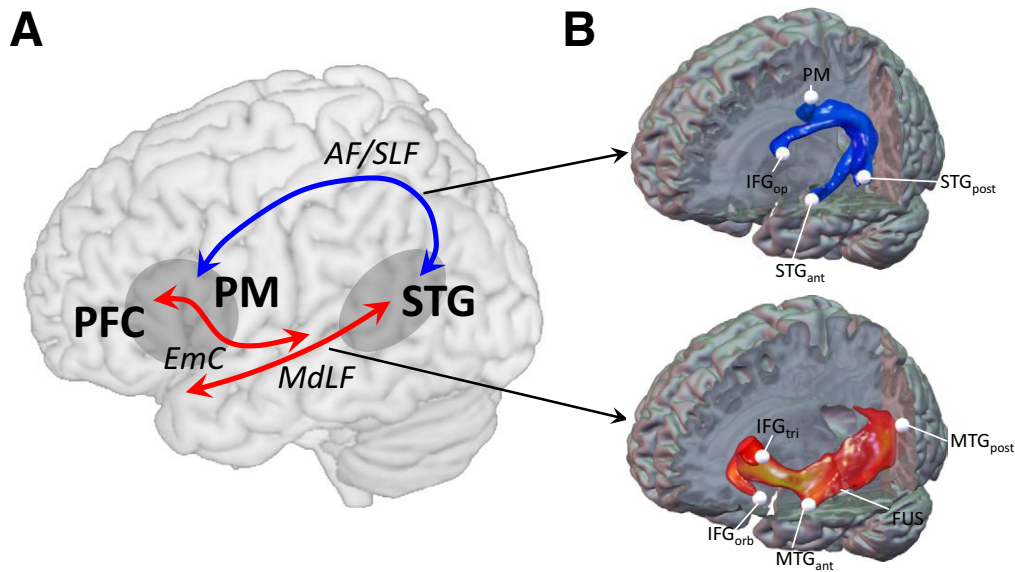 A
B
AF/SLF
PM
PFC
STG
EmC
MdLF
PM
IFGop
STGpost
STGant
IFGtri
MTGpost
FUS
IFGorb
MTGant